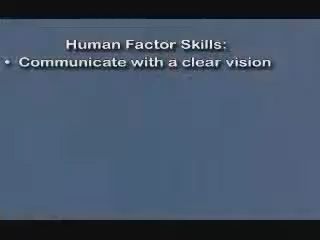 Human Factor Skills:
• Communicate with a clear vision